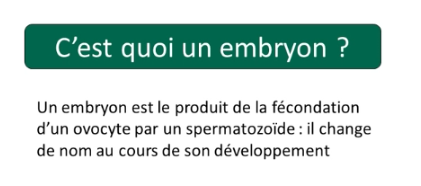 C'est quoi un embryon ?
Un embryon est le produit de la fécondation
d'un ovocyte par un spermatozoïde : il change
de nom au cours de son développement